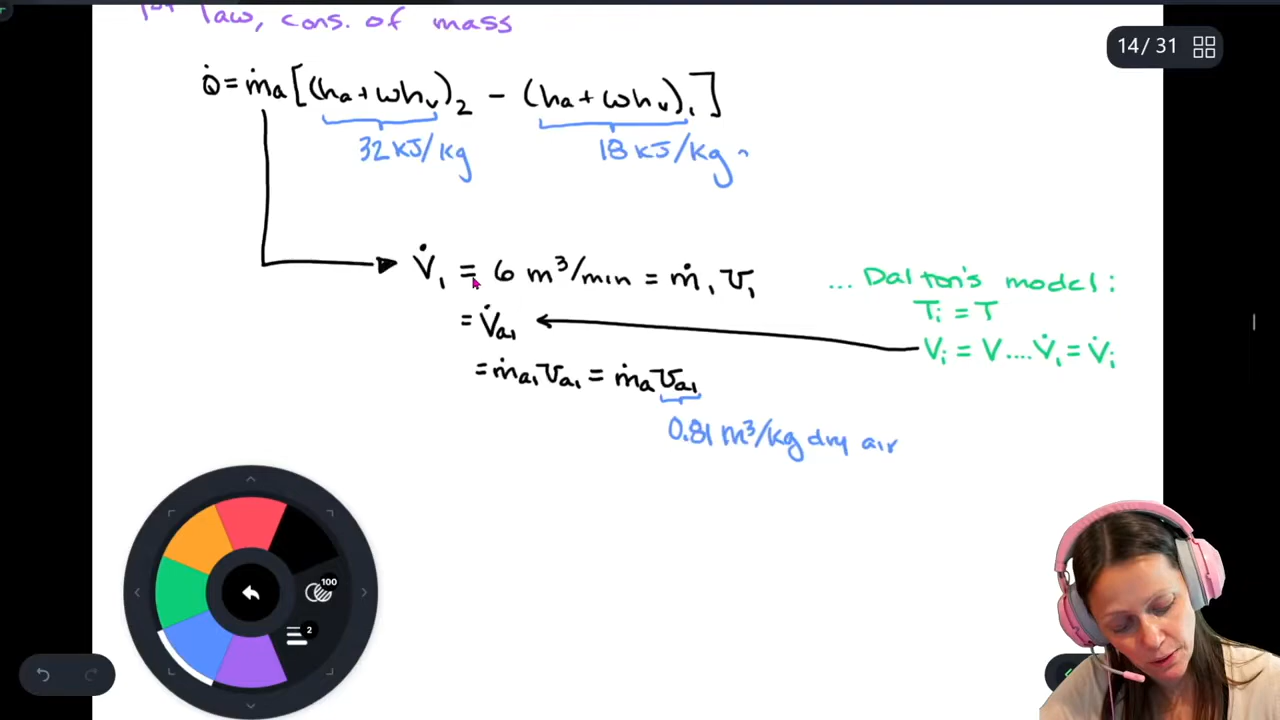 1st law, cons. of mass
14 / 31
Q̇ = ṁa [(ha + ωhv)2 - (ha + ωhv)1]
32 kJ/kg
18 kJ/kg
V̇1 = 6 m³/min = ṁ1 v1
= V̇a1
= ṁa1 va1 = ṁa va1
0.81 m³/kg dry air
... Dalton's model:
Ti = T
Vi = V .... V̇1 = V̇i
100
2